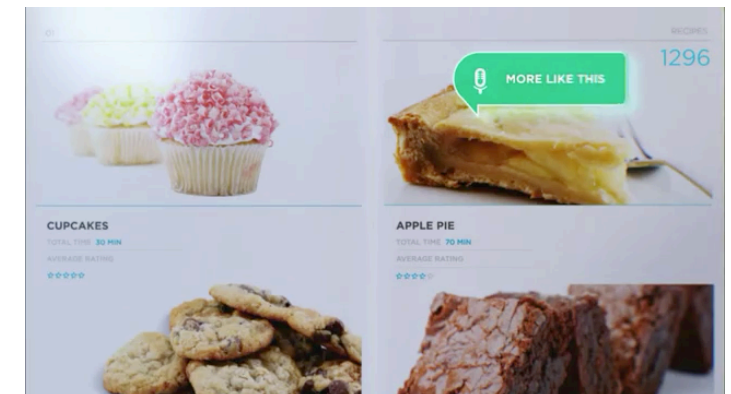 RECIPES
1296
MORE LIKE THIS
CUPCAKES
TOTAL TIME 30 MIN
AVERAGE RATING
APPLE PIE
TOTAL TIME 70 MIN
AVERAGE RATING